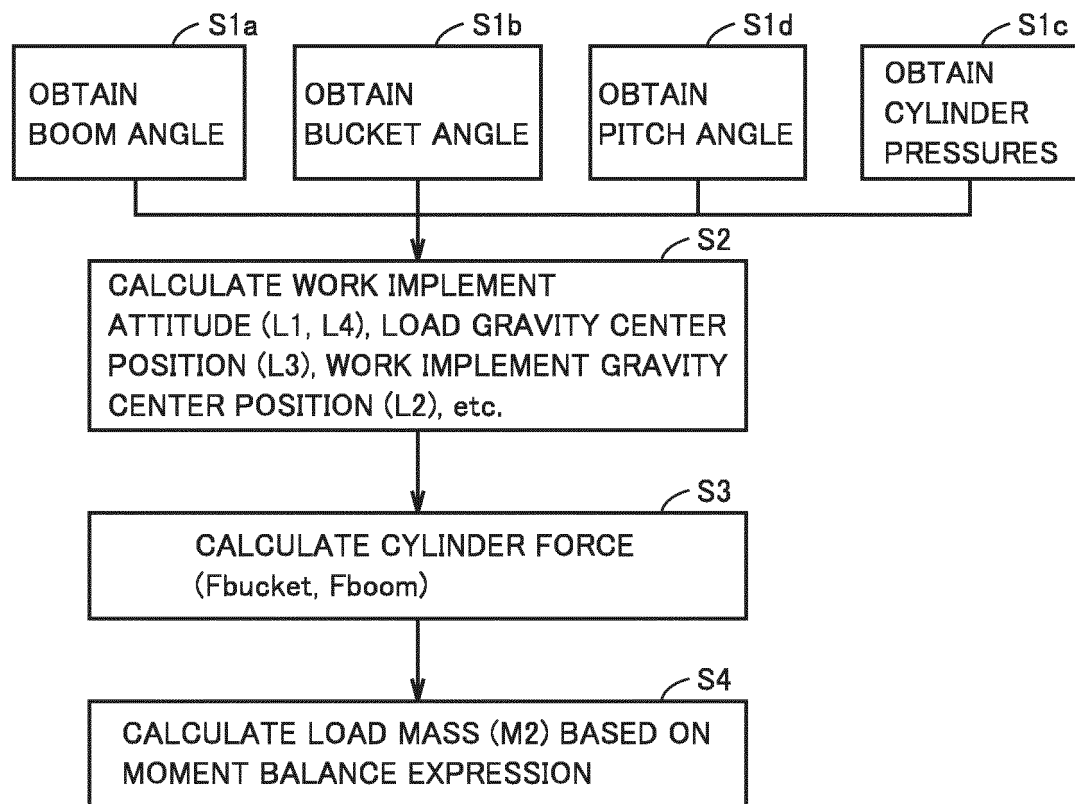 S1a
OBTAIN
BOOM ANGLE
S1b
OBTAIN
BUCKET ANGLE
S1d
OBTAIN
PITCH ANGLE
S1c
OBTAIN
CYLINDER
PRESSURES
S2
CALCULATE WORK IMPLEMENT
ATTITUDE (L1, L4), LOAD GRAVITY CENTER
POSITION (L3), WORK IMPLEMENT GRAVITY
CENTER POSITION (L2), etc.
S3
CALCULATE CYLINDER FORCE
(Fbucket, Fboom)
S4
CALCULATE LOAD MASS (M2) BASED ON
MOMENT BALANCE EXPRESSION